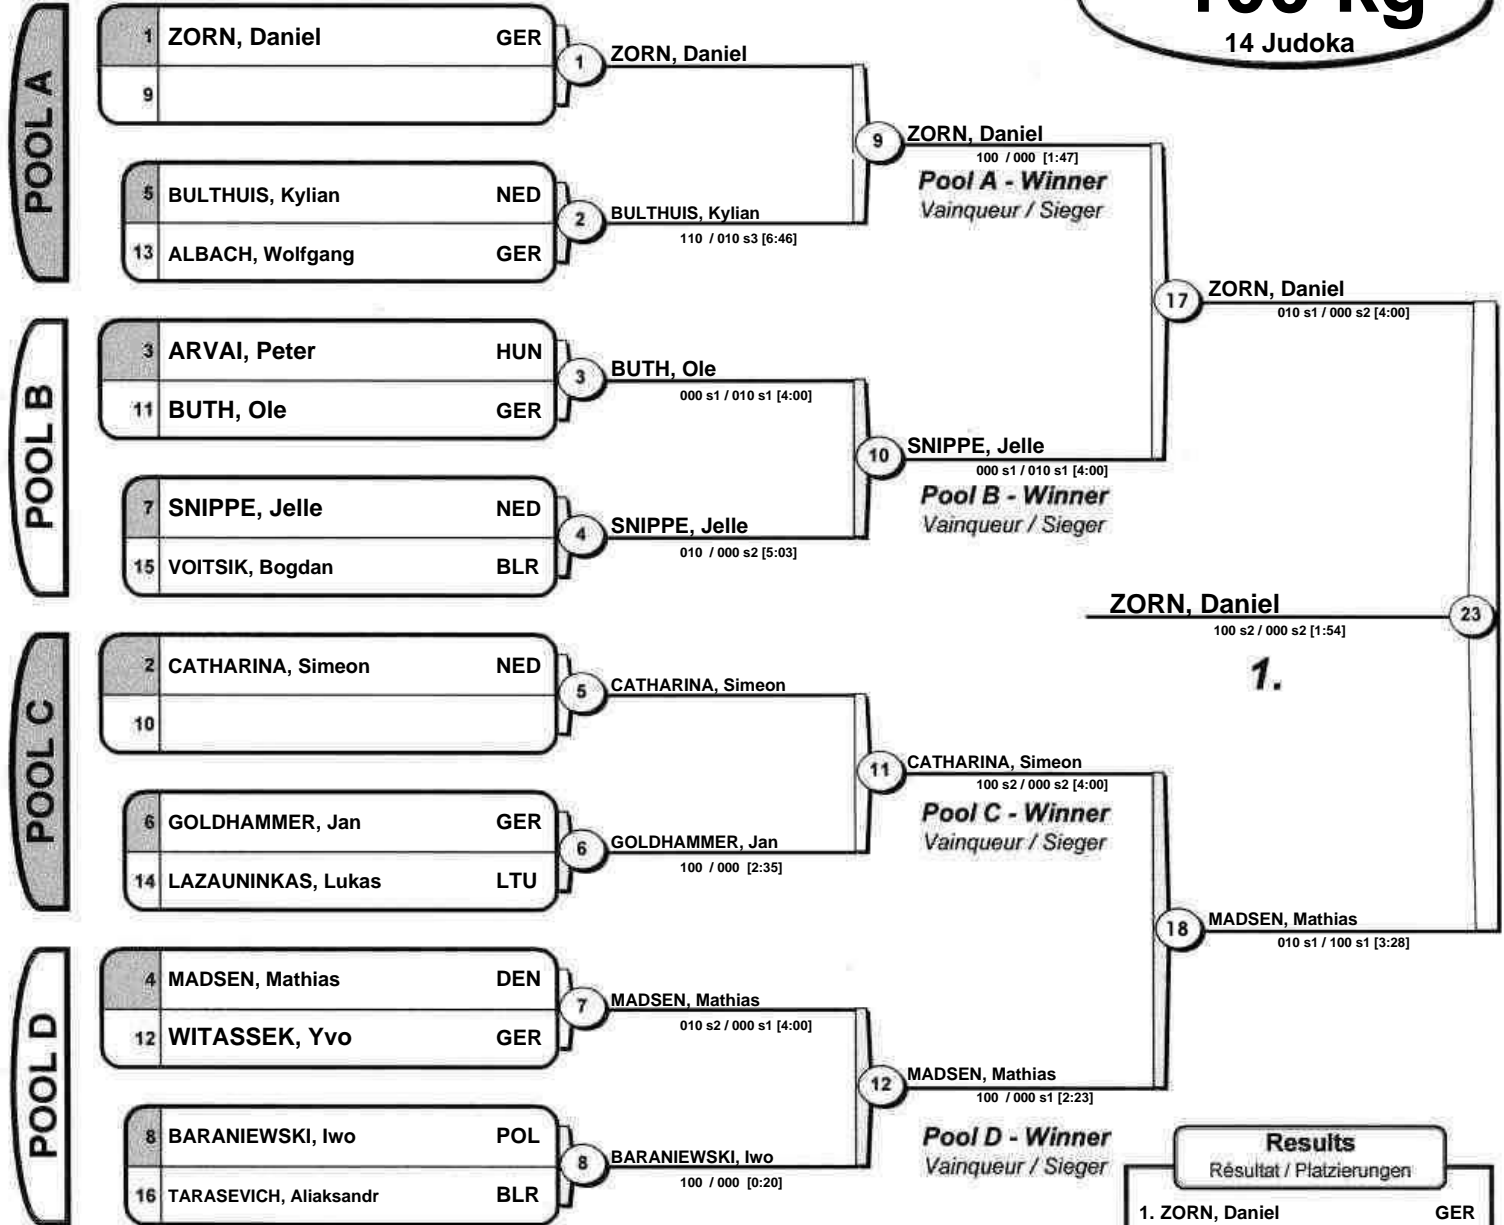 14 Judoka
POOL A
1 ZORN, Daniel GER
9
1 ZORN, Daniel
5 BULTHUIS, Kylian NED
13 ALBACH, Wolfgang GER
2 BULTHUIS, Kylian
110 / 010 s3 [6:46]
9 ZORN, Daniel
100 / 000 [1:47]
Pool A - Winner
Vainqueur / Sieger
POOL B
3 ARVAI, Peter HUN
11 BUTH, Ole GER
3 BUTH, Ole
000 s1 / 010 s1 [4:00]
7 SNIPPE, Jelle NED
15 VOITSIK, Bogdan BLR
4 SNIPPE, Jelle
010 / 000 s2 [5:03]
10 SNIPPE, Jelle
000 s1 / 010 s1 [4:00]
Pool B - Winner
Vainqueur / Sieger
17 ZORN, Daniel
010 s1 / 000 s2 [4:00]
POOL C
2 CATHARINA, Simeon NED
10
5 CATHARINA, Simeon
6 GOLDHAMMER, Jan GER
14 LAZAUNINKAS, Lukas LTU
6 GOLDHAMMER, Jan
100 / 000 [2:35]
11 CATHARINA, Simeon
100 s2 / 000 s2 [4:00]
Pool C - Winner
Vainqueur / Sieger
POOL D
4 MADSEN, Mathias DEN
12 WITASSEK, Yvo GER
7 MADSEN, Mathias
010 s2 / 000 s1 [4:00]
8 BARANIEWSKI, Iwo POL
16 TARASEVICH, Aliaksandr BLR
8 BARANIEWSKI, Iwo
100 / 000 [0:20]
12 MADSEN, Mathias
100 / 000 s1 [2:23]
Pool D - Winner
Vainqueur / Sieger
18 MADSEN, Mathias
010 s1 / 100 s1 [3:28]
ZORN, Daniel 23
100 s2 / 000 s2 [1:54]
1.
Results
Résultat / Platzierungen
1. ZORN, Daniel GER